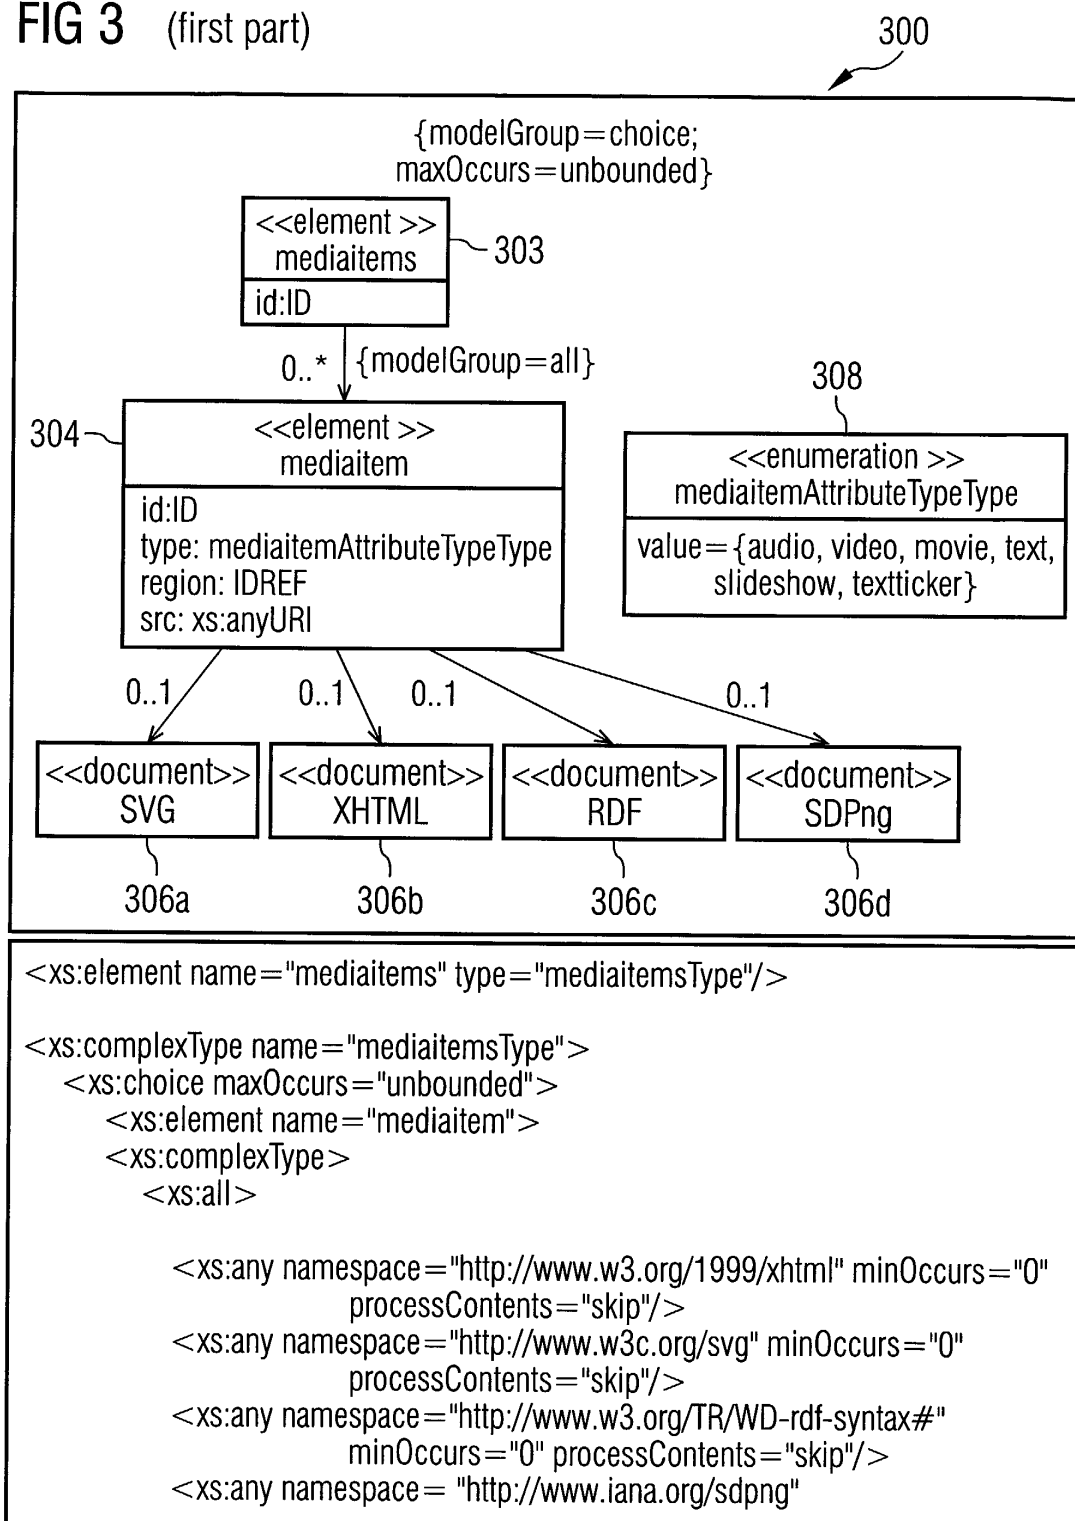 FIG 3 (first part)
300
{modelGroup=choice;
maxOccurs=unbounded}
<<element >>
mediaitems
303
id:ID
0..* {modelGroup=all}
308
304
<<element >>
mediaitem
<<enumeration >>
mediaitemAttributeTypeType
id:ID
type: mediaitemAttributeTypeType
region: IDREF
src: xs:anyURI
value={audio, video, movie, text,
slideshow, textticker}
0..1 0..1 0..1 0..1
<<document>>
SVG
<<document>>
XHTML
<<document>>
RDF
<<document>>
SDPng
306a 306b 306c 306d
<xs:element name="mediaitems" type="mediaitemsType"/>
<xs:complexType name="mediaitemsType">
<xs:choice maxOccurs="unbounded">
<xs:element name="mediaitem">
<xs:complexType>
<xs:all>
<xs:any namespace="http://www.w3.org/1999/xhtml" minOccurs="0"
processContents="skip"/>
<xs:any namespace="http://www.w3c.org/svg" minOccurs="0"
processContents="skip"/>
<xs:any namespace="http://www.w3.org/TR/WD-rdf-syntax#"
minOccurs="0" processContents="skip"/>
<xs:any namespace= "http://www.iana.org/sdpng"